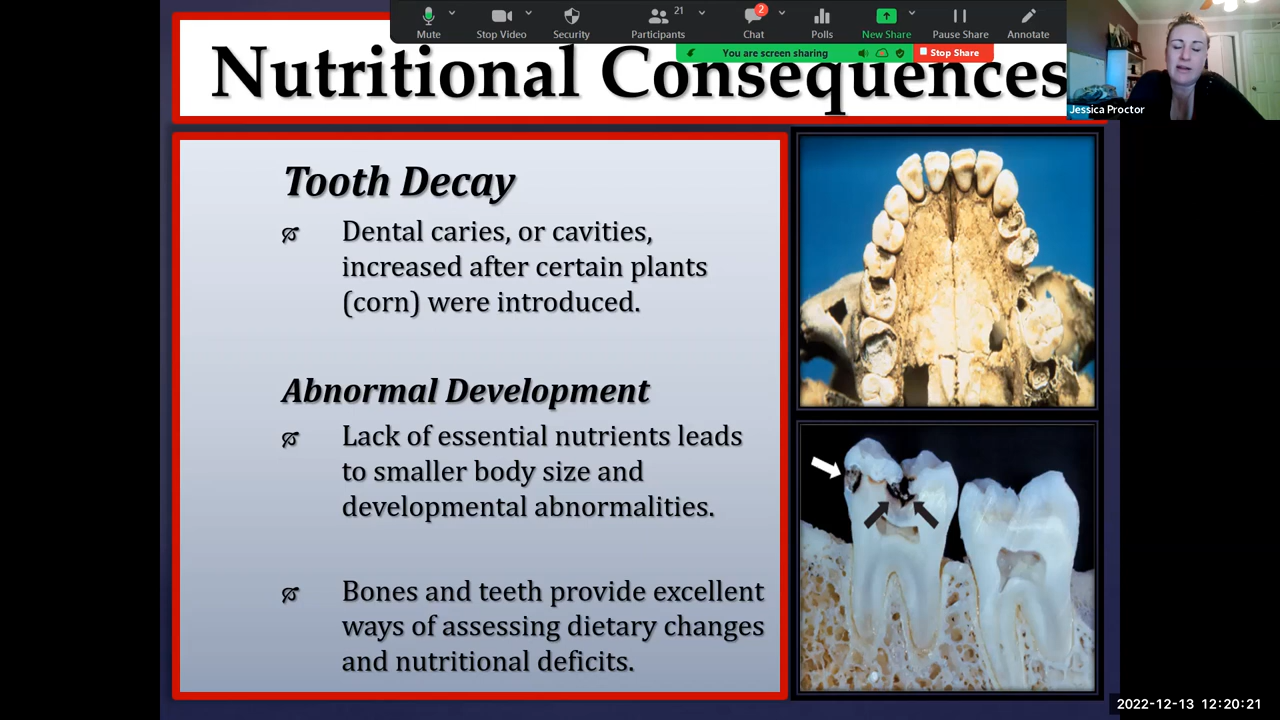 Mute
Stop Video
Security
21
Participants
2
Chat
Polls
New Share
Pause Share
Annotate
You are screen sharing
Stop Share
Jessica Proctor
Nutritional Consequences
Tooth Decay
Dental caries, or cavities,
increased after certain plants
(corn) were introduced.
Abnormal Development
Lack of essential nutrients leads
to smaller body size and
developmental abnormalities.
Bones and teeth provide excellent
ways of assessing dietary changes
and nutritional deficits.
2022-12-13 12:20:21